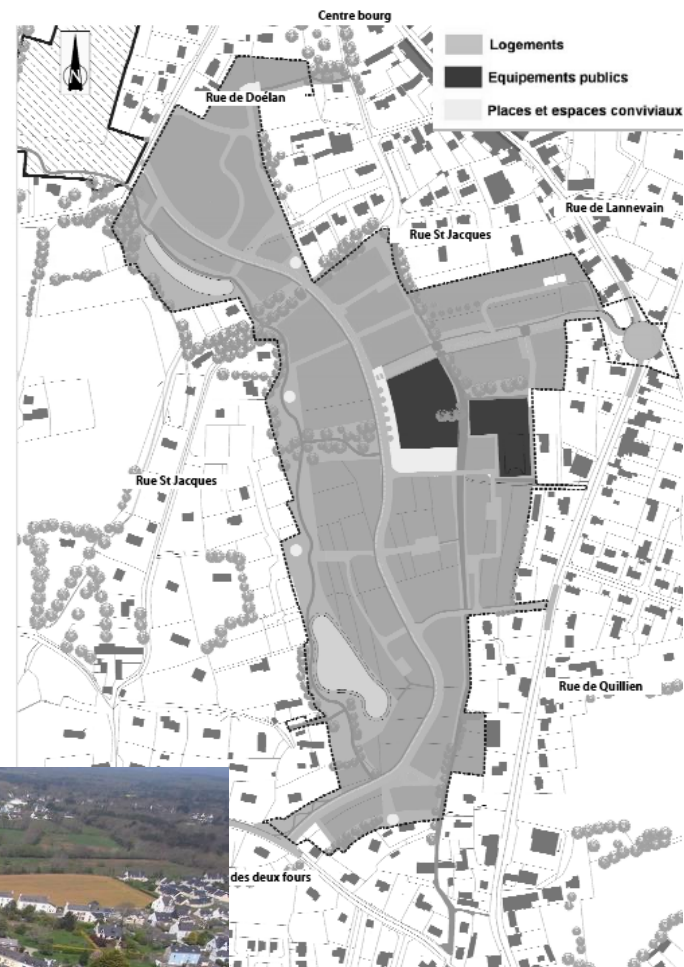 Centre bourg
N
Logements
Equipements publics
Places et espaces conviviaux
Rue de Doélan
Rue de Lannevain
Rue St Jacques
Rue St Jacques
Rue de Quillien
des deux fours